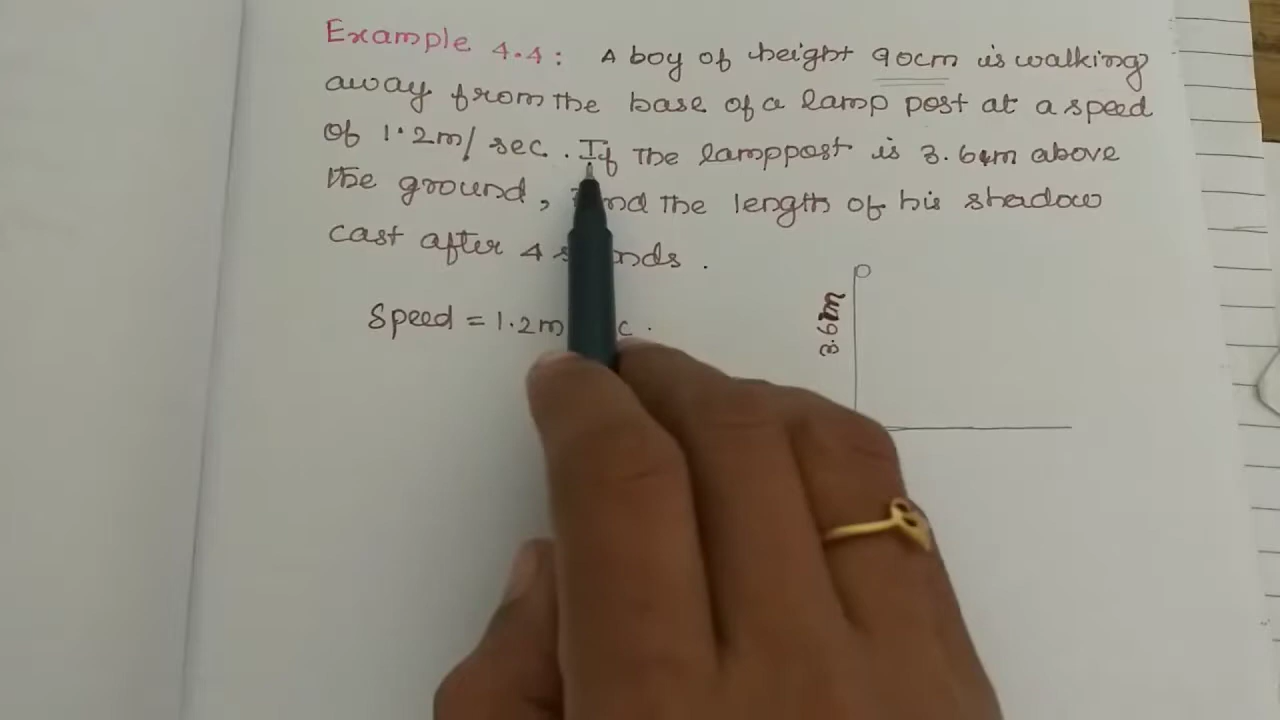 Example 4.4: A boy of height 90cm is walking
away from the base of a lamp post at a speed
of 1.2m/sec. If the lamppost is 3.6m above
the ground, the length of his shadow
cast after 4
Speed = 1.2m
3.6m